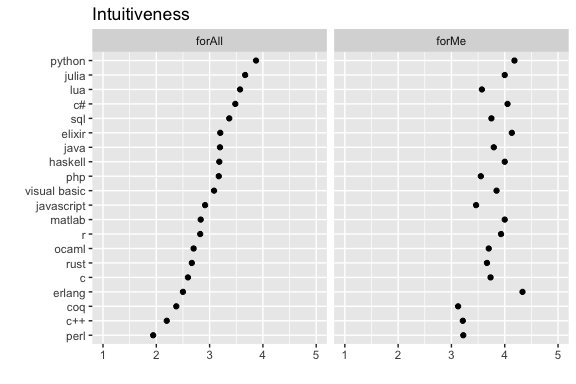 Intuitiveness
forAll
forMe
python
julia
lua
c#
sql
elixir
java
haskell
php
visual basic
javascript
matlab
r
ocaml
rust
c
erlang
coq
c++
perl
1 2 3 4 5
1 2 3 4 5